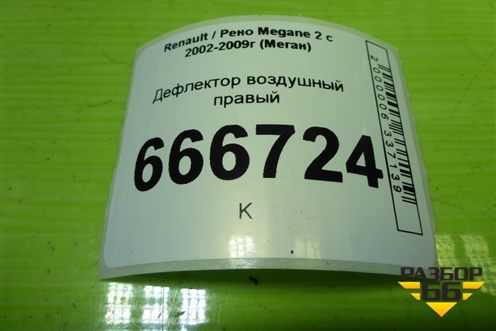 Renault / Рено Megane 2 с
2002-2009г (Меган)
Дефлектор воздушный
правый
666724
К
2000006337139
РАЗБОР
66